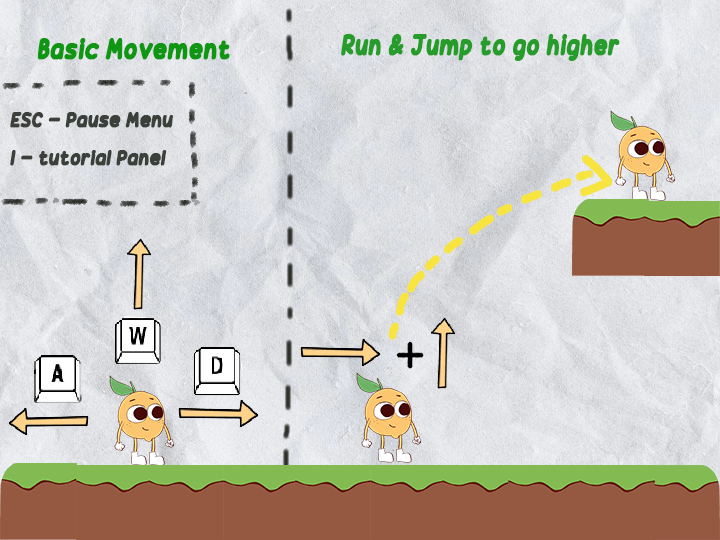 Basic Movement
ESC - Pause Menu
I - tutorial Panel
W
A
D
Run & Jump to go higher
+